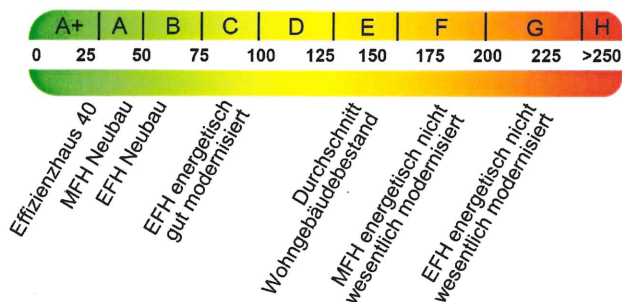 A+ A B C D E F G H
0 25 50 75 100 125 150 175 200 225 >250
Effizienzhaus 40
MFH Neubau
EFH Neubau
EFH energetisch
gut modernisiert
Durchschnitt
Wohngebäudebestand
MFH energetisch nicht
wesentlich modernisiert
EFH energetisch nicht
wesentlich modernisiert